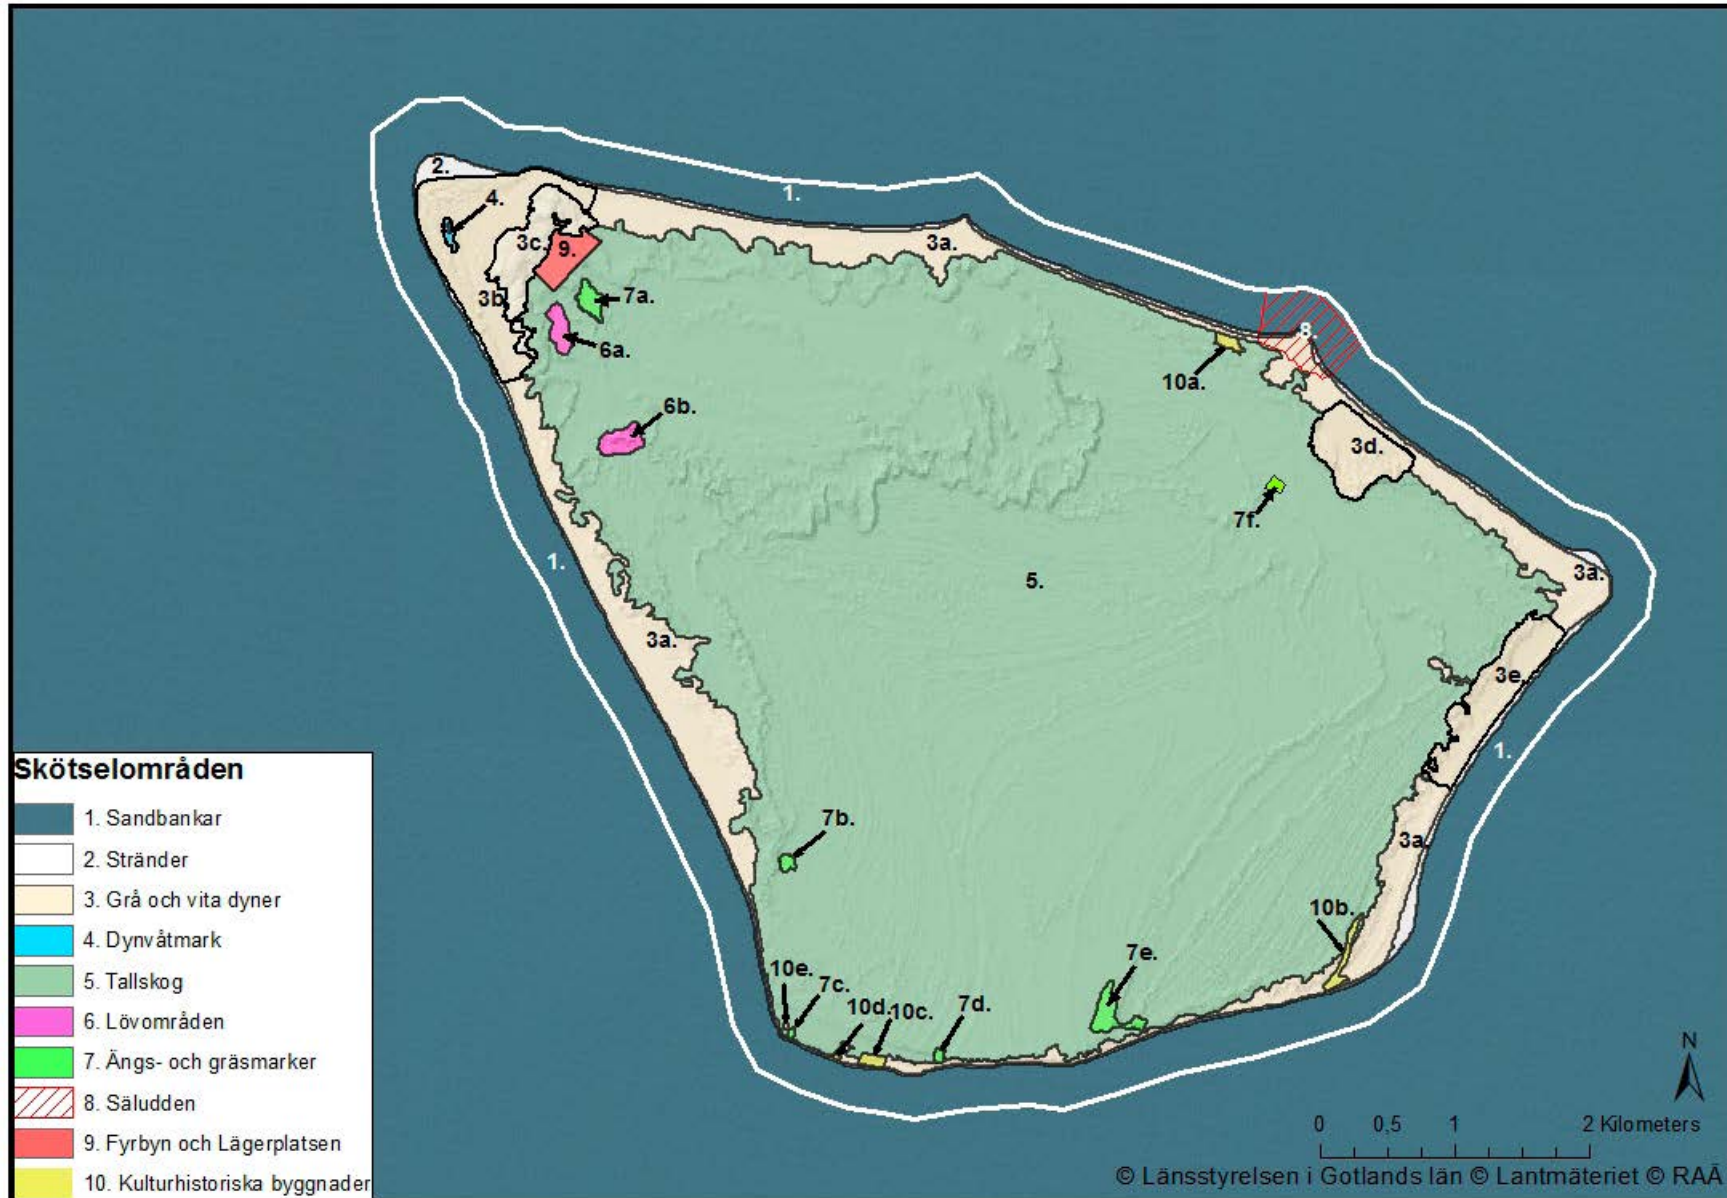 1.
2.
4.
3c.
9.
3a.
3b.
7a.
8.
6a.
10a.
6b.
3d.
7f.
1.
5.
3a.
3a.
3e.
1.
7b.
3a.
10b.
7e.
10e.
7c.
10d.
10c.
7d.
Skötselområden
1. Sandbankar
2. Stränder
3. Grå och vita dyner
4. Dynvåtmark
5. Tallskog
6. Lövområden
7. Ängs- och gräsmarker
8. Säludden
9. Fyrbyn och Lägerplatsen
10. Kulturhistoriska byggnader
N
0 0,5 1 2 Kilometers
© Länsstyrelsen i Gotlands län © Lantmäteriet © RAÄ